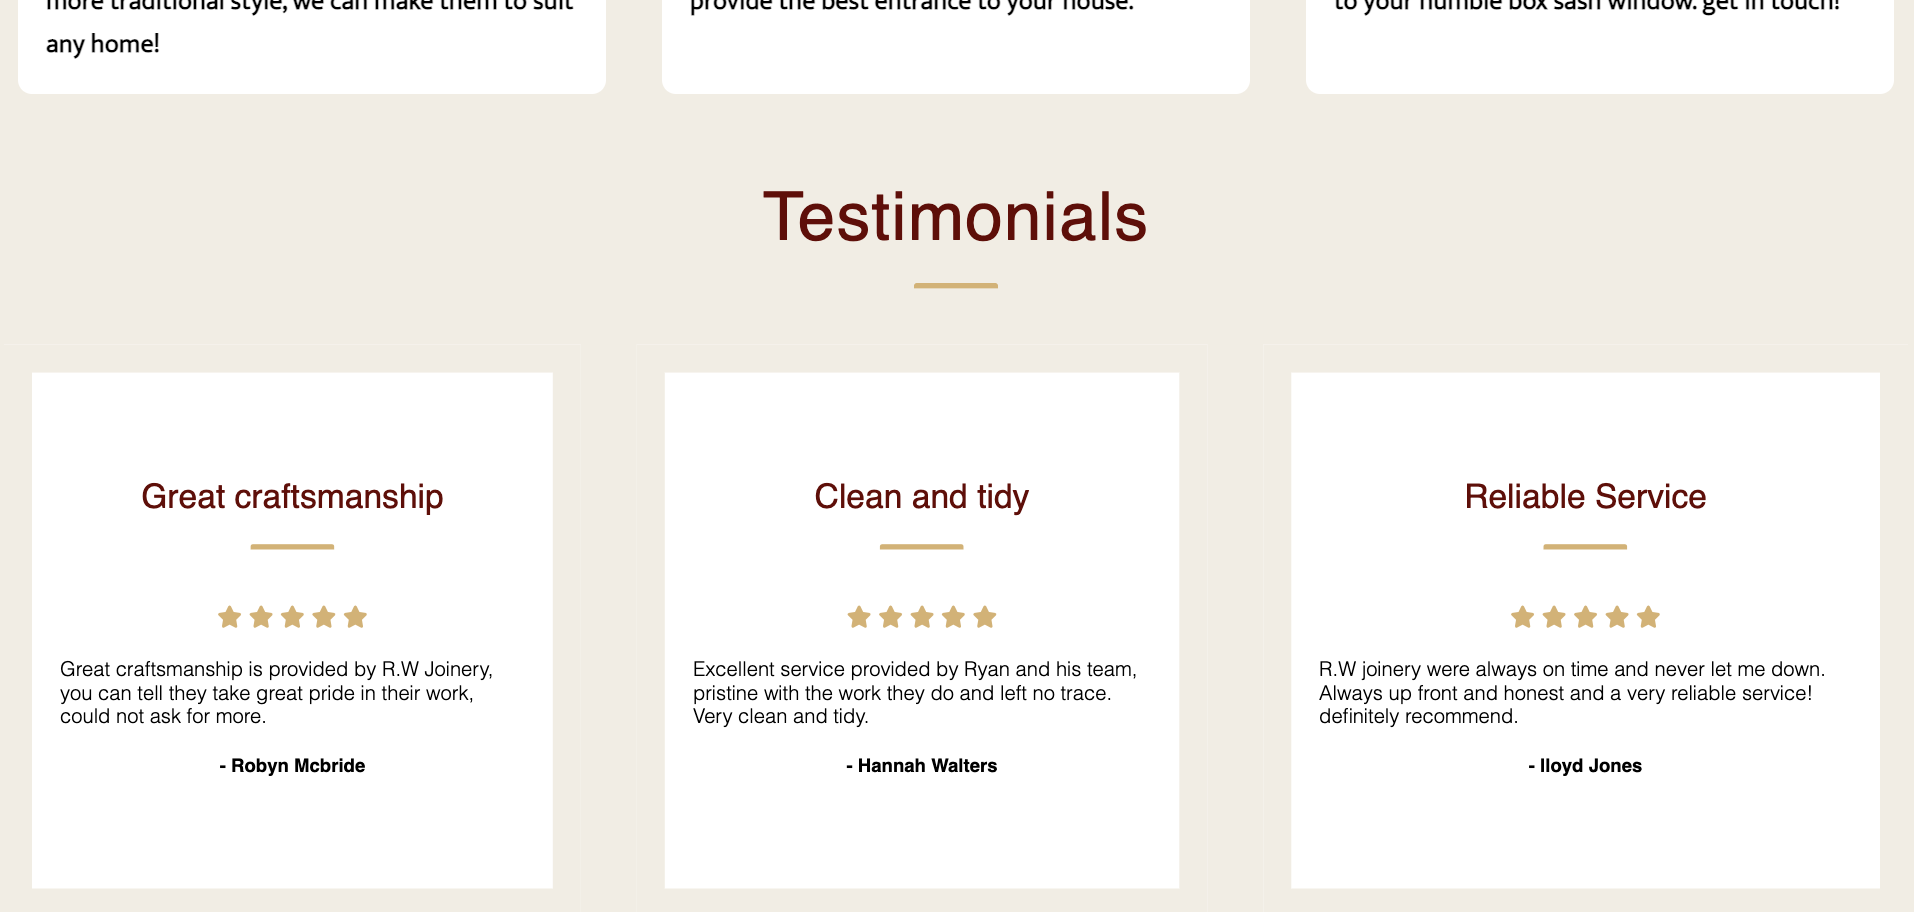 more traditional style, we can make them to suit
any home!
provide the best entrance to your house.
to your humble box sash window. get in touch!
Testimonials
Great craftsmanship
Great craftsmanship is provided by R.W Joinery,
you can tell they take great pride in their work,
could not ask for more.
- Robyn Mcbride
Clean and tidy
Excellent service provided by Ryan and his team,
pristine with the work they do and left no trace.
Very clean and tidy.
- Hannah Walters
Reliable Service
R.W joinery were always on time and never let me down.
Always up front and honest and a very reliable service!
definitely recommend.
- lloyd Jones